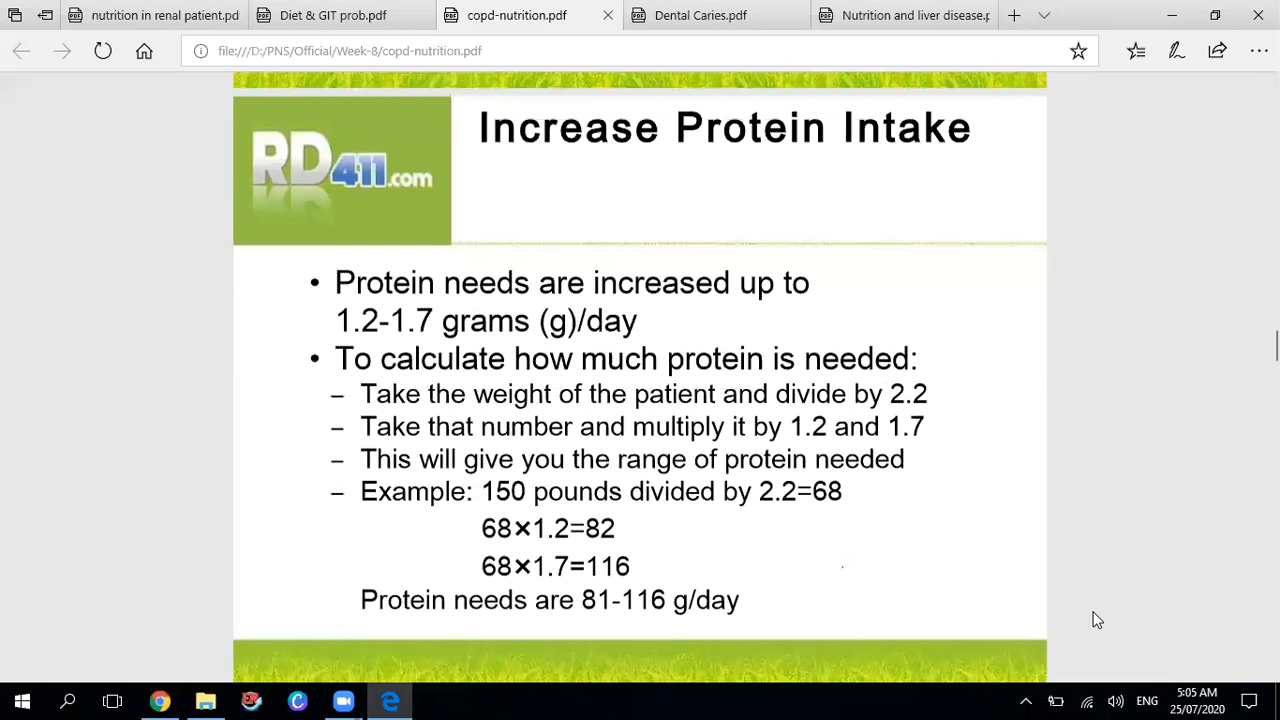 nutrition in renal patient.pd
Diet & GIT prob.pdf
copd-nutrition.pdf
Dental Caries.pdf
Nutrition and liver disease.p
file:///D:/PNS/Official/Week-8/copd-nutrition.pdf
RD411.com
Increase Protein Intake
• Protein needs are increased up to
1.2-1.7 grams (g)/day
• To calculate how much protein is needed:
– Take the weight of the patient and divide by 2.2
– Take that number and multiply it by 1.2 and 1.7
– This will give you the range of protein needed
– Example: 150 pounds divided by 2.2=68
68×1.2=82
68×1.7=116
Protein needs are 81-116 g/day
ENG
5:05 AM
25/07/2020